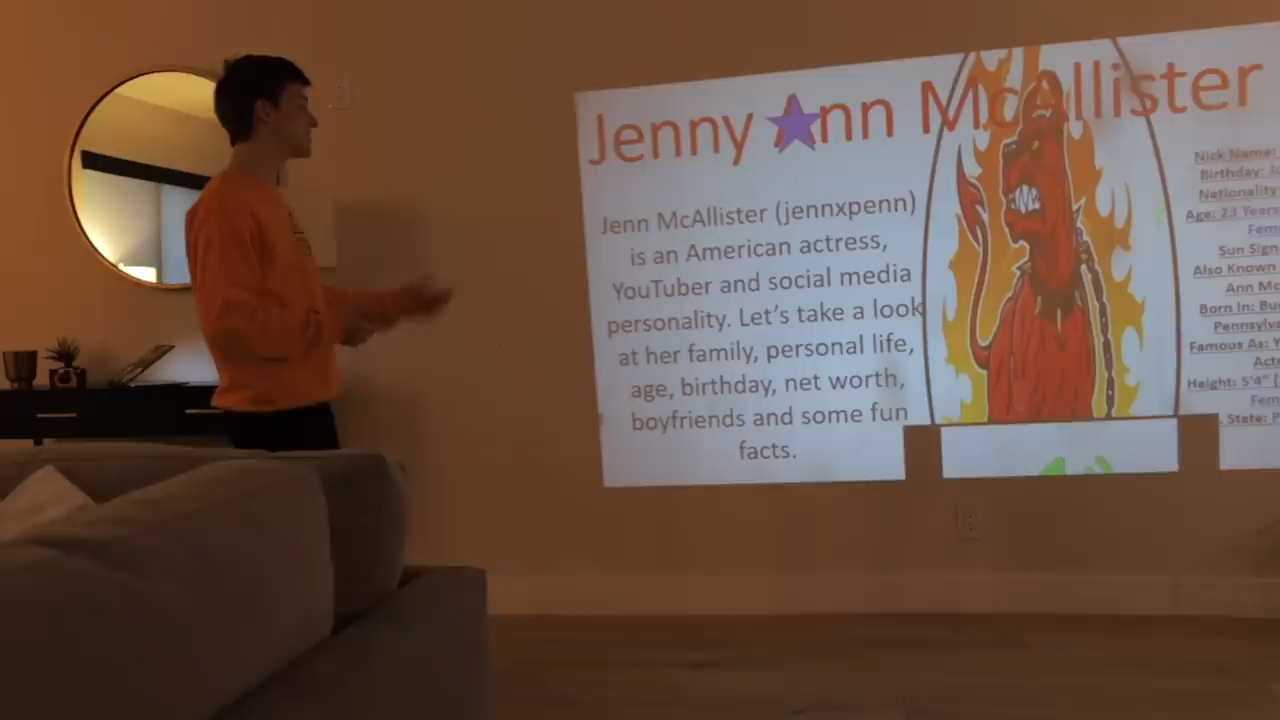 Jenny Ann McAllister
Jenn McAllister (jennxpenn)
is an American actress,
YouTuber and social media
personality. Let's take a look
at her family, personal life,
age, birthday, net worth,
boyfriends and some fun
facts.
Nick Name:
Birthday:
Nationality
Age: 23 Years
Sun Sign
Also Known
Ann
Born In:
Famous As:
Height: 5'4"
State: